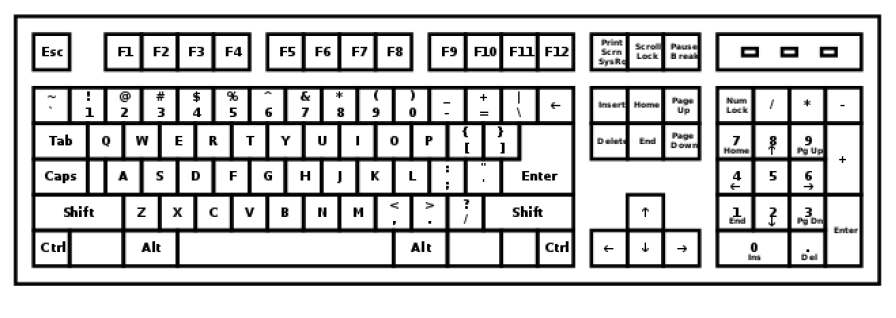 Esc F1 F2 F3 F4 F5 F6 F7 F8 F9 F10 F11 F12 Print Scrn SysRq Scroll Lock Pause Break
~ ` ! 1 @ 2 # 3 $ 4 % 5 ^ 6 & 7 * 8 ( 9 ) 0 _ - + = | \ ← Insert Home Page Up Num Lock / * -
Tab Q W E R T Y U I O P { [ } ] Delete End Page Down 7 Home 8 ↑ 9 Pg Up +
Caps A S D F G H J K L : ; " . Enter 4 ← 5 6 →
Shift Z X C V B N M < , > . ? / Shift ↑ 1 End 2 ↓ 3 Pg Dn Enter
Ctrl Alt Alt Ctrl ← ↓ → 0 Ins . Del